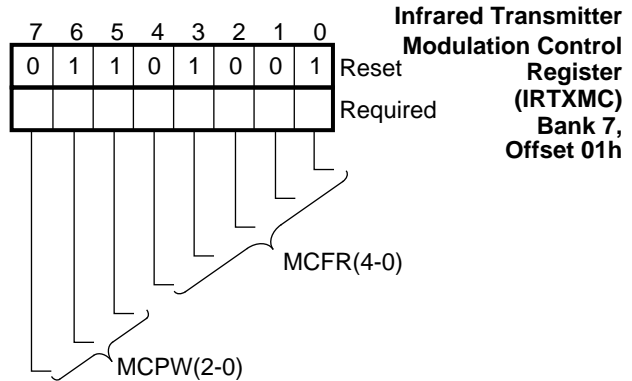 Infrared Transmitter
Modulation Control
Register
(IRTXMC)
Bank 7,
Offset 01h
7 6 5 4 3 2 1 0
0 1 1 0 1 0 0 1 Reset
Required
MCFR(4-0)
MCPW(2-0)